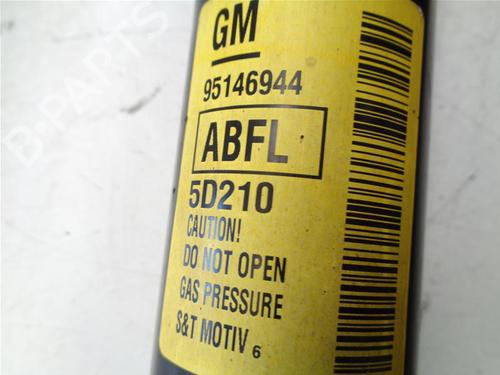 GM
95146944
ABFL
5D210
CAUTION!
DO NOT OPEN
GAS PRESSURE
S&T MOTIV 6
B-PARTS